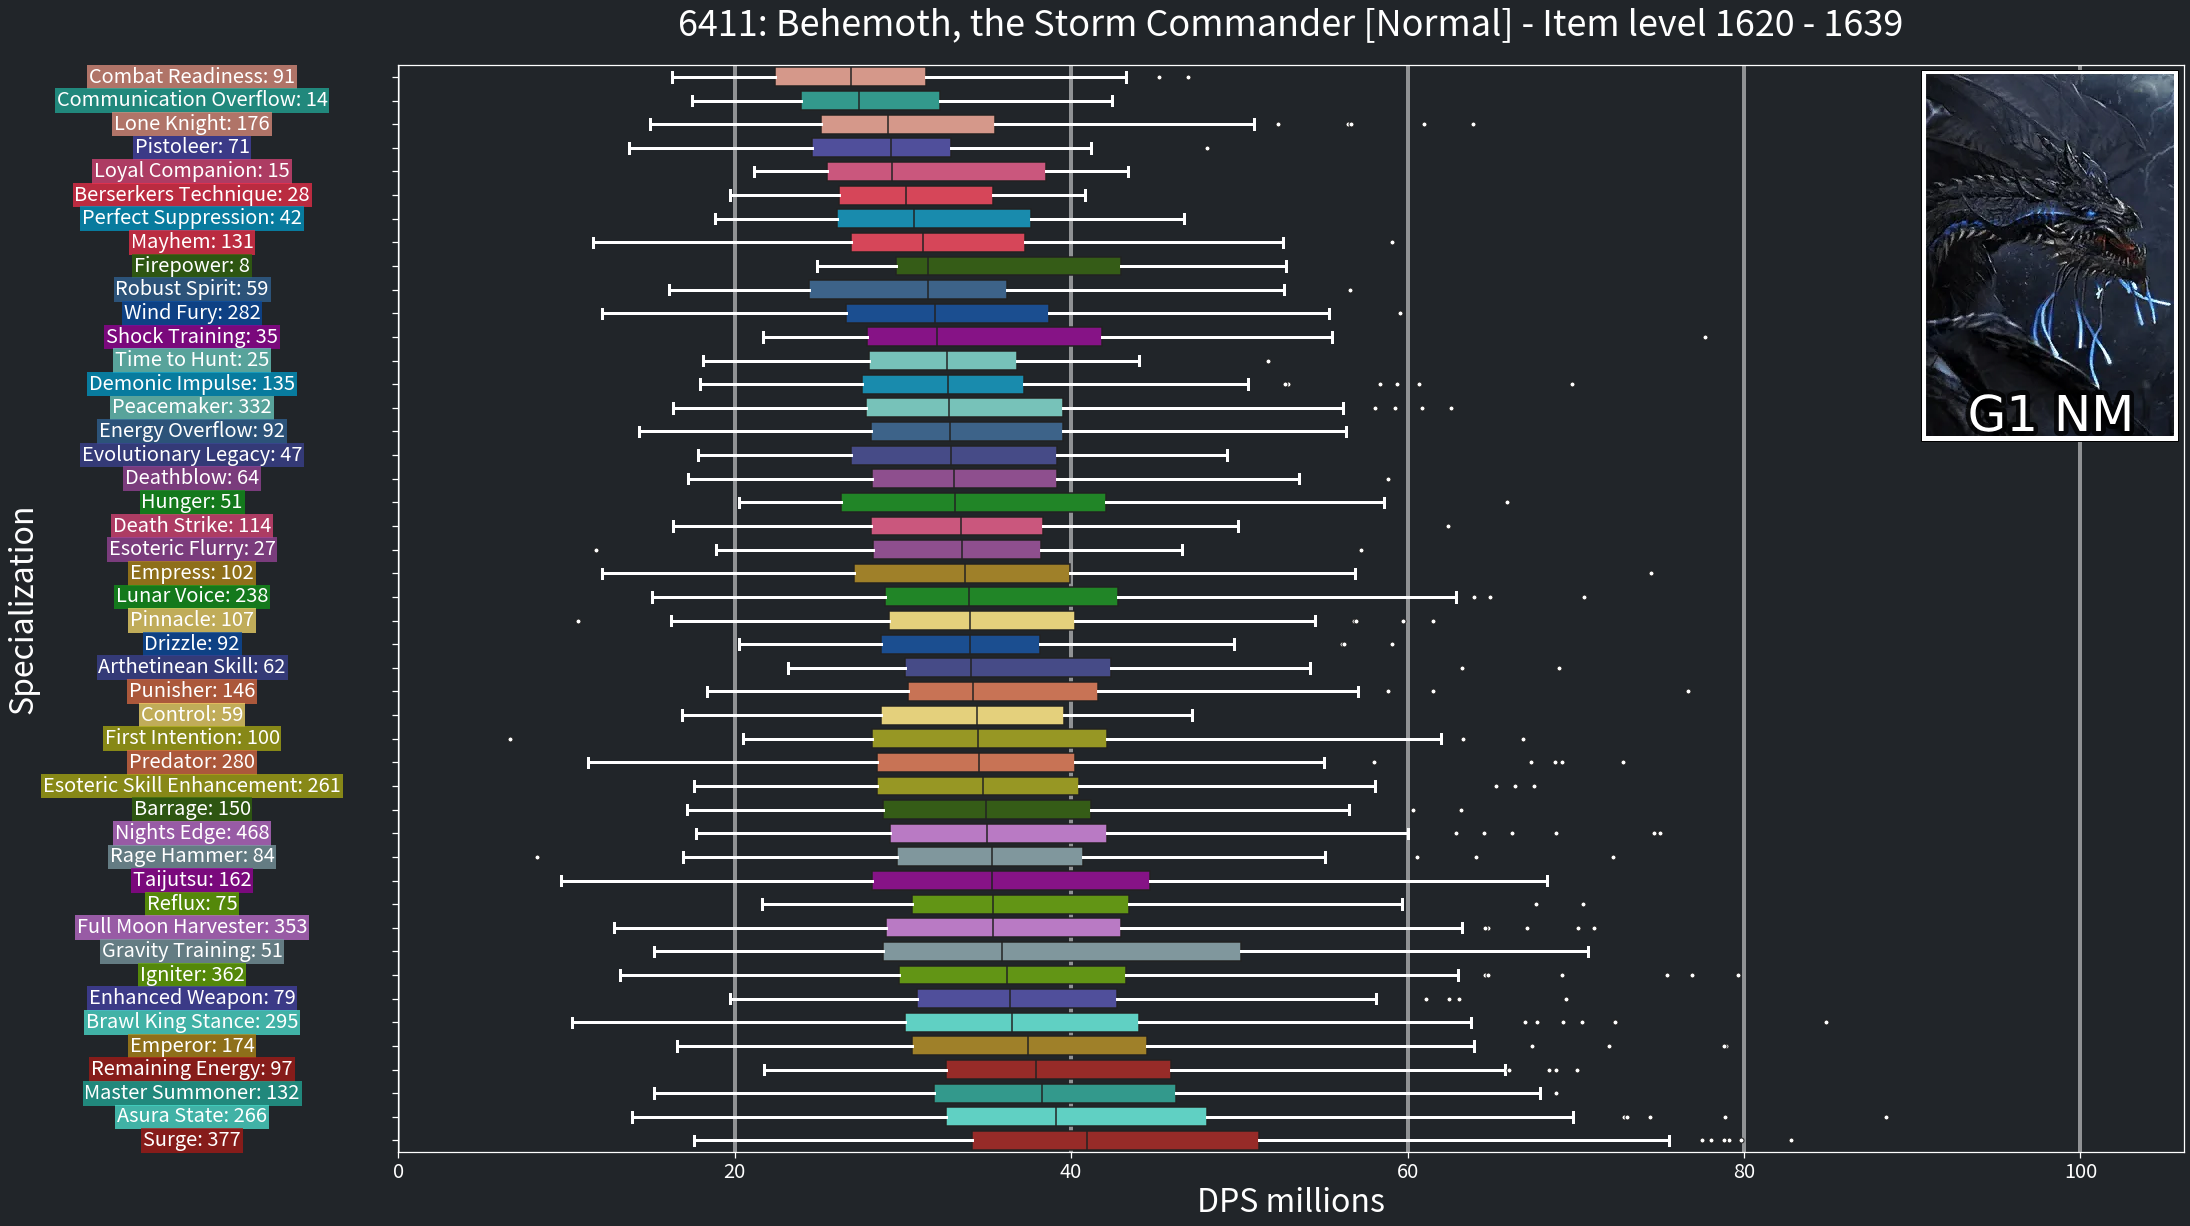 6411: Behemoth, the Storm Commander [Normal] - Item level 1620 - 1639
Combat Readiness: 91
Communication Overflow: 14
Lone Knight: 176
Pistoleer: 71
Loyal Companion: 15
Berserkers Technique: 28
Perfect Suppression: 42
Mayhem: 131
Firepower: 8
Robust Spirit: 59
Wind Fury: 282
Shock Training: 35
Time to Hunt: 25
Demonic Impulse: 135
Peacemaker: 332
Energy Overflow: 92
Evolutionary Legacy: 47
Deathblow: 64
Hunger: 51
Death Strike: 114
Esoteric Flurry: 27
Empress: 102
Lunar Voice: 238
Pinnacle: 107
Drizzle: 92
Arthetinean Skill: 62
Punisher: 146
Control: 59
First Intention: 100
Predator: 280
Esoteric Skill Enhancement: 261
Barrage: 150
Nights Edge: 468
Rage Hammer: 84
Taijutsu: 162
Reflux: 75
Full Moon Harvester: 353
Gravity Training: 51
Igniter: 362
Enhanced Weapon: 79
Brawl King Stance: 295
Emperor: 174
Remaining Energy: 97
Master Summoner: 132
Asura State: 266
Surge: 377
Specialization
G1 NM
0 20 40 60 80 100
DPS millions